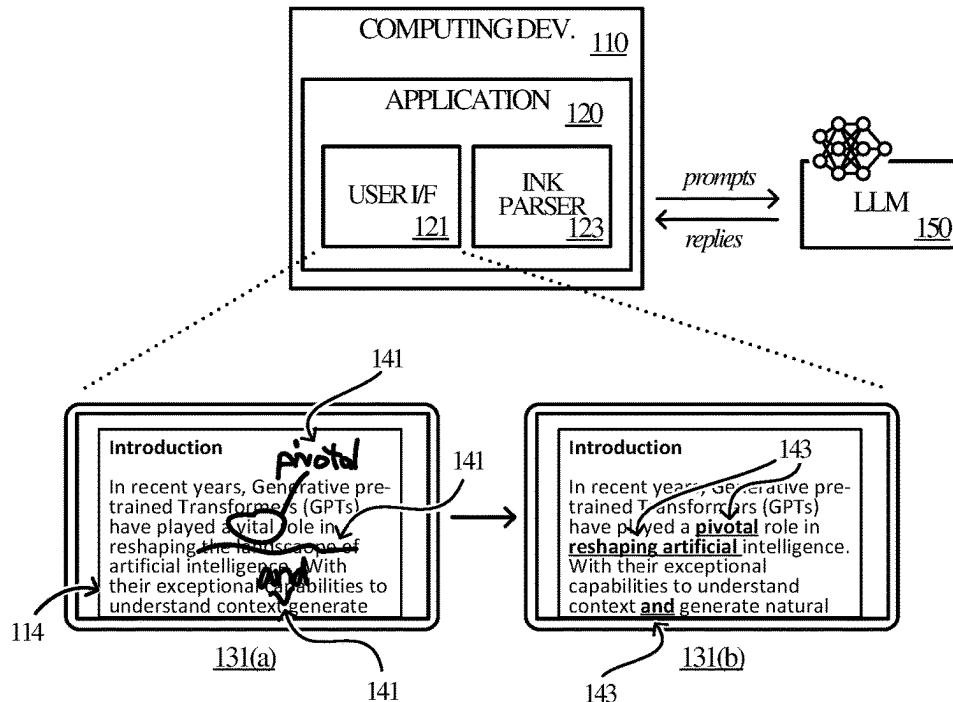 COMPUTING DEV. 110
APPLICATION 120
USER I/F 121
INK PARSER 123
prompts
replies
LLM 150
141
Introduction
pivotal
141
In recent years, Generative pre-
trained Transformers (GPTs)
have played a vital role in
reshaping the landscaope of
artificial intelligence. With
and
their exceptional capabilities to
understand context generate
114
131(a)
141
Introduction
143
In recent years, Generative pre-
trained Transformars (GPTs)
have played a pivotal role in
reshaping artificial intelligence.
With their exceptional
capabilities to understand
context and generate natural
131(b)
143